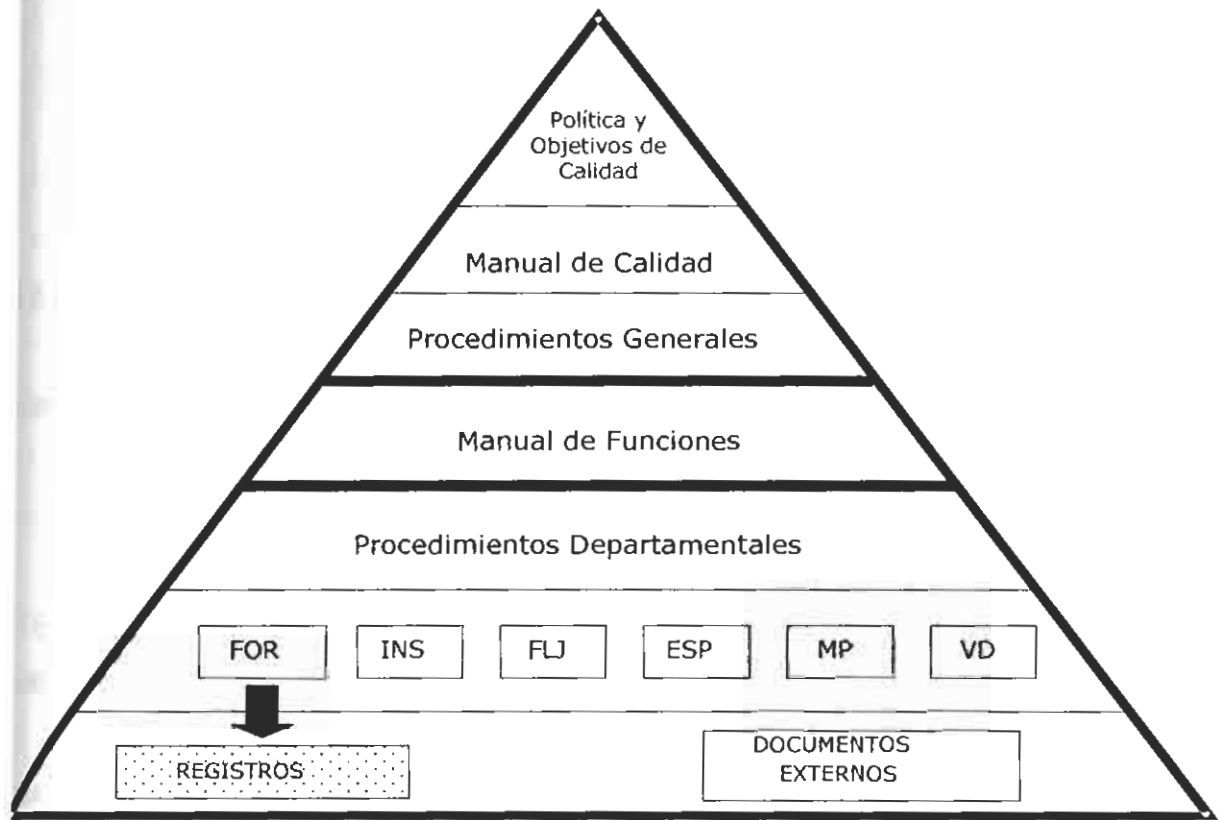 Política y
Objetivos de
Calidad
Manual de Calidad
Procedimientos Generales
Manual de Funciones
Procedimientos Departamentales
FOR INS FLJ ESP MP VD
REGISTROS
DOCUMENTOS
EXTERNOS